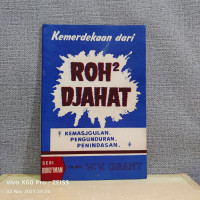 Kemerdekaan dari
ROH²
DJAHAT
KEMASJGULAN.
PENGUNDURAN.
PENINDASAN.
SERI
W.V. GRANT
vivo X60 Pro · ZEISS